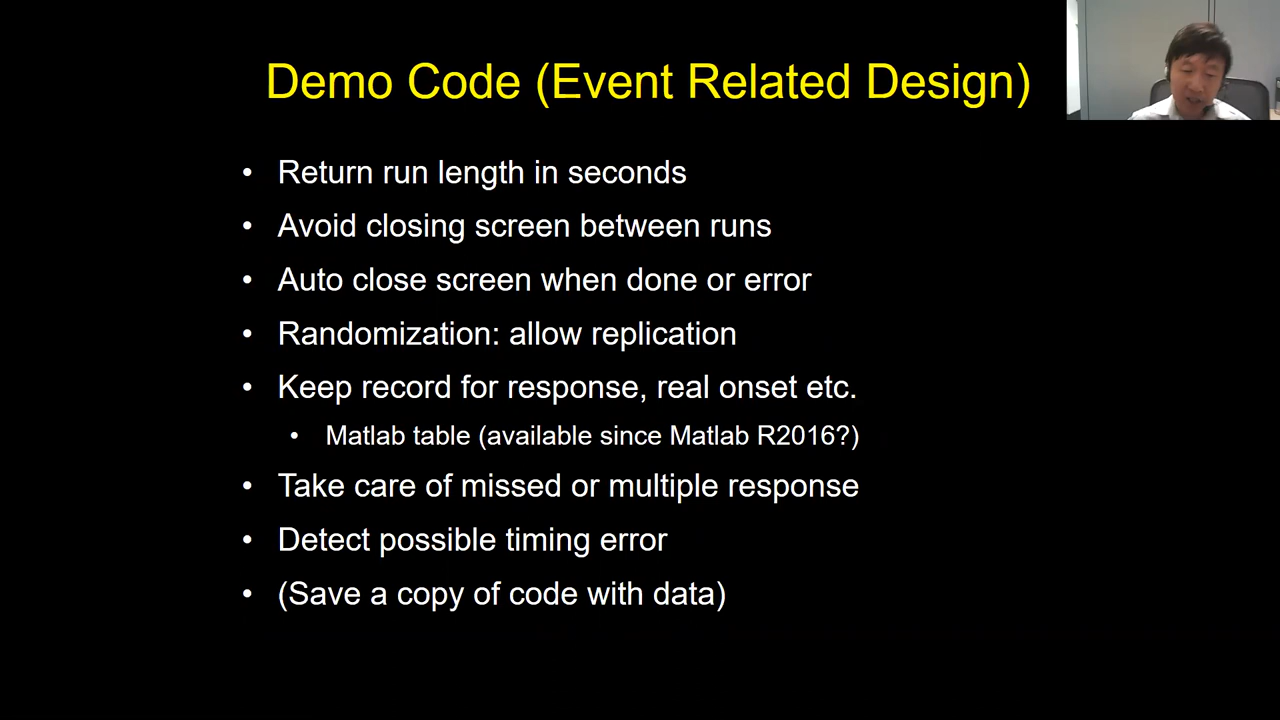 Demo Code (Event Related Design)
• Return run length in seconds
• Avoid closing screen between runs
• Auto close screen when done or error
• Randomization: allow replication
• Keep record for response, real onset etc.
• Matlab table (available since Matlab R2016?)
• Take care of missed or multiple response
• Detect possible timing error
• (Save a copy of code with data)